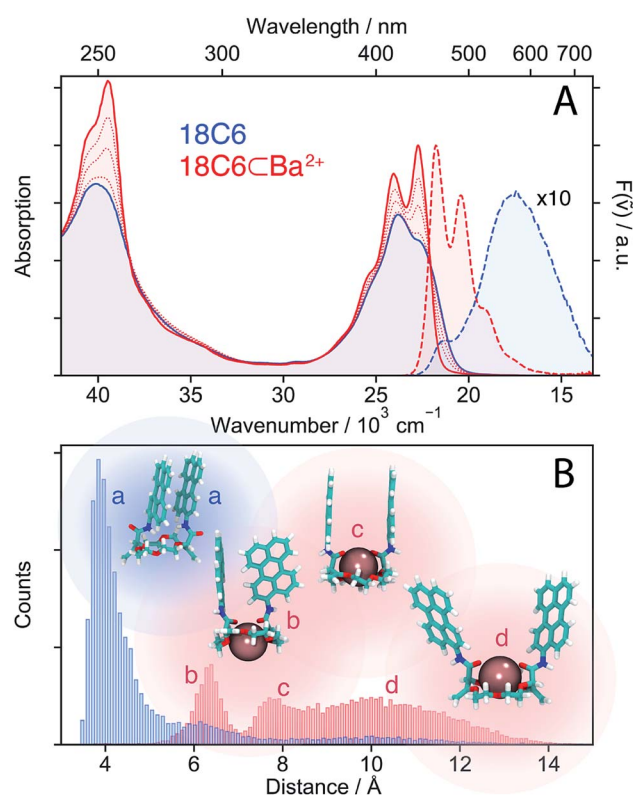 Wavelength / nm
250 300 400 500 600 700
A
18C6
18C6⊂Ba²⁺
x10
Absorption
F(ṽ) / a.u.
40 35 30 25 20 15
Wavenumber / 10³ cm⁻¹
B
a a
c
b
d
b c d
Counts
4 6 8 10 12 14
Distance / Å